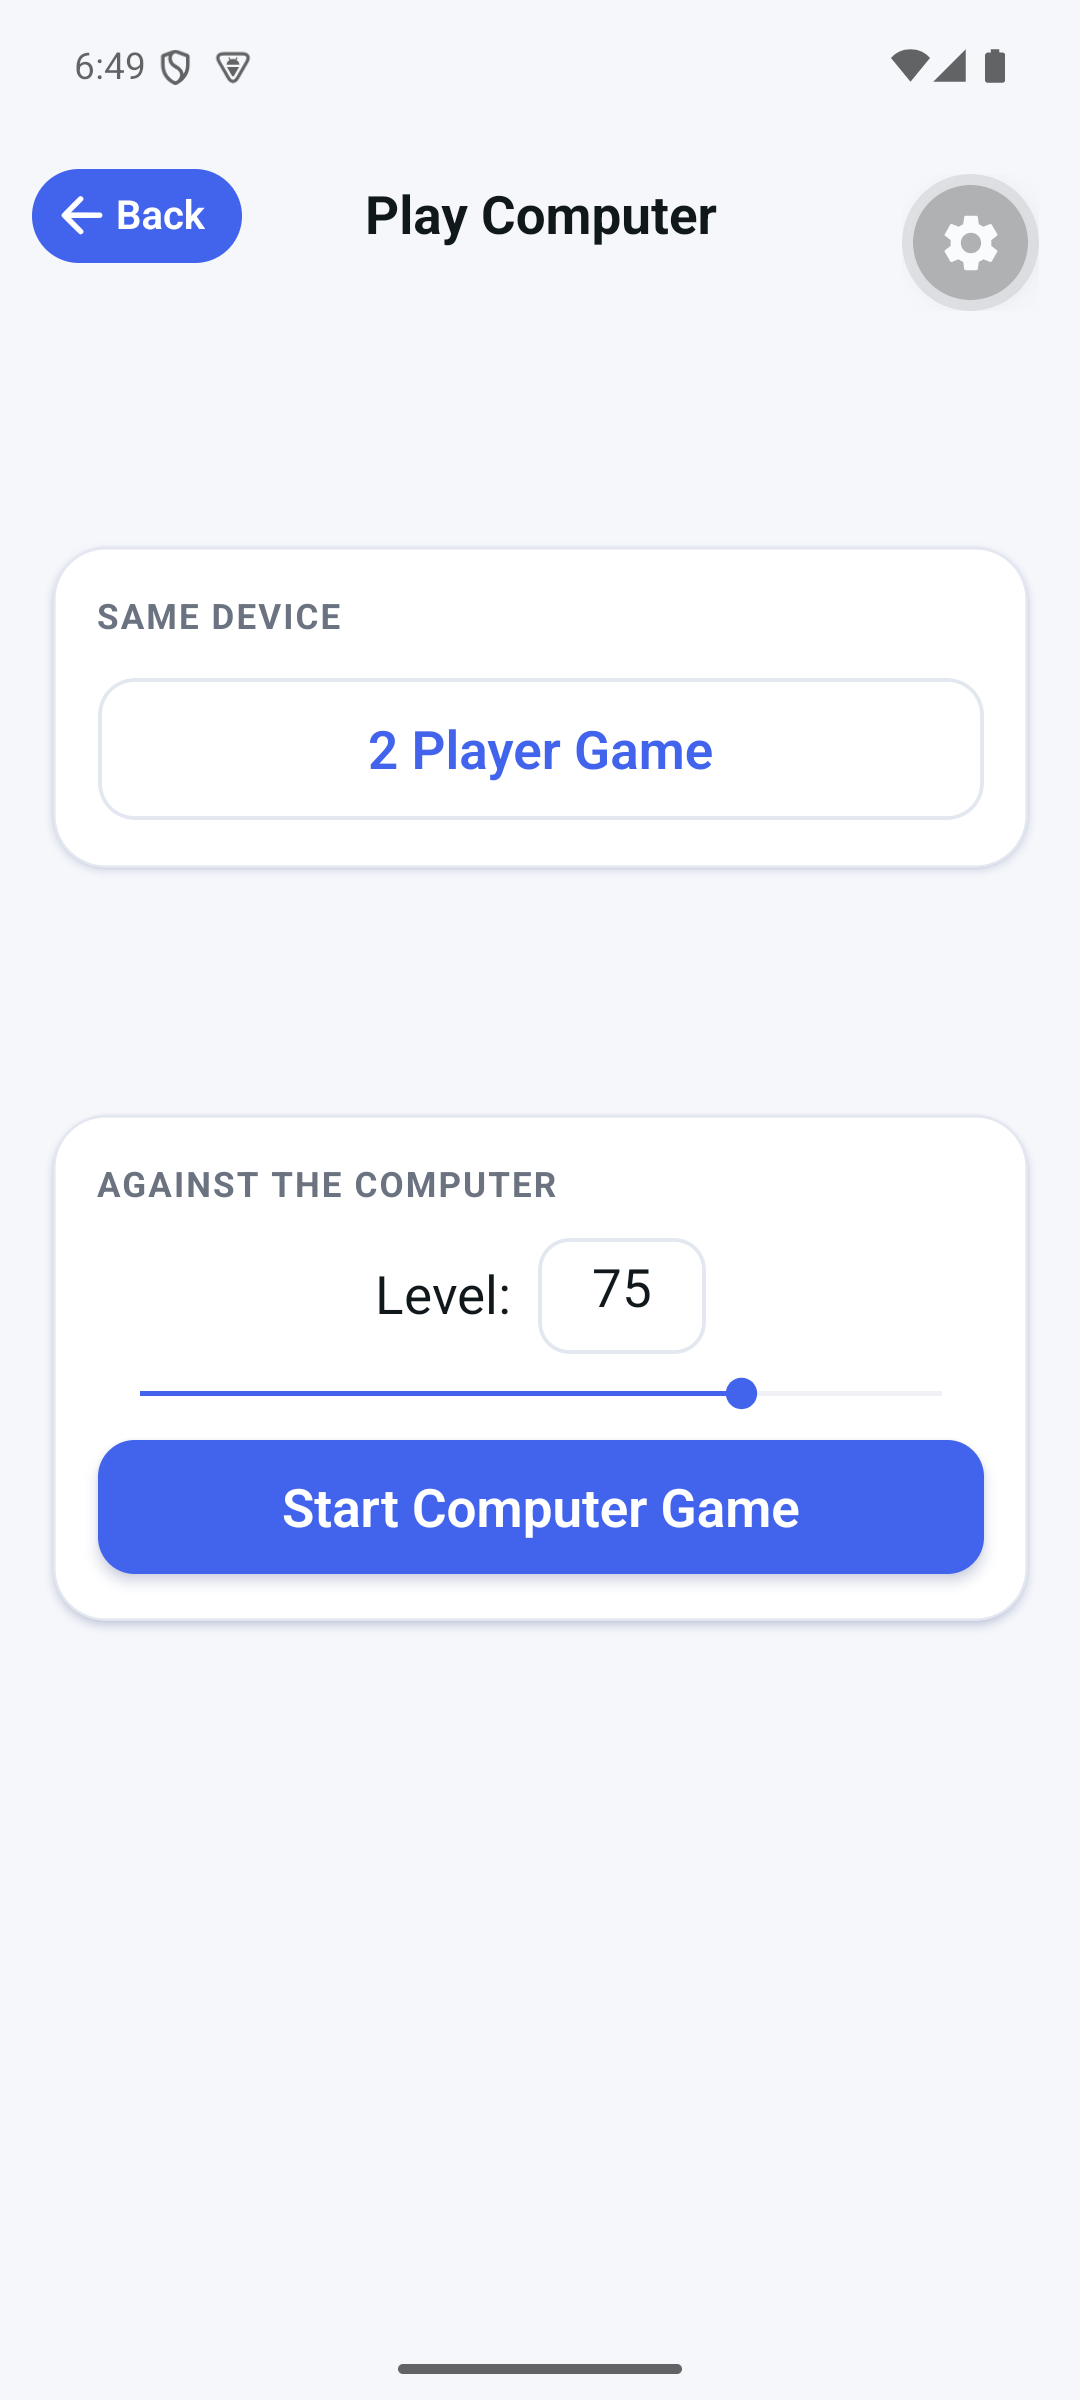 6:49
Back
Play Computer
SAME DEVICE
2 Player Game
AGAINST THE COMPUTER
Level: 75
Start Computer Game